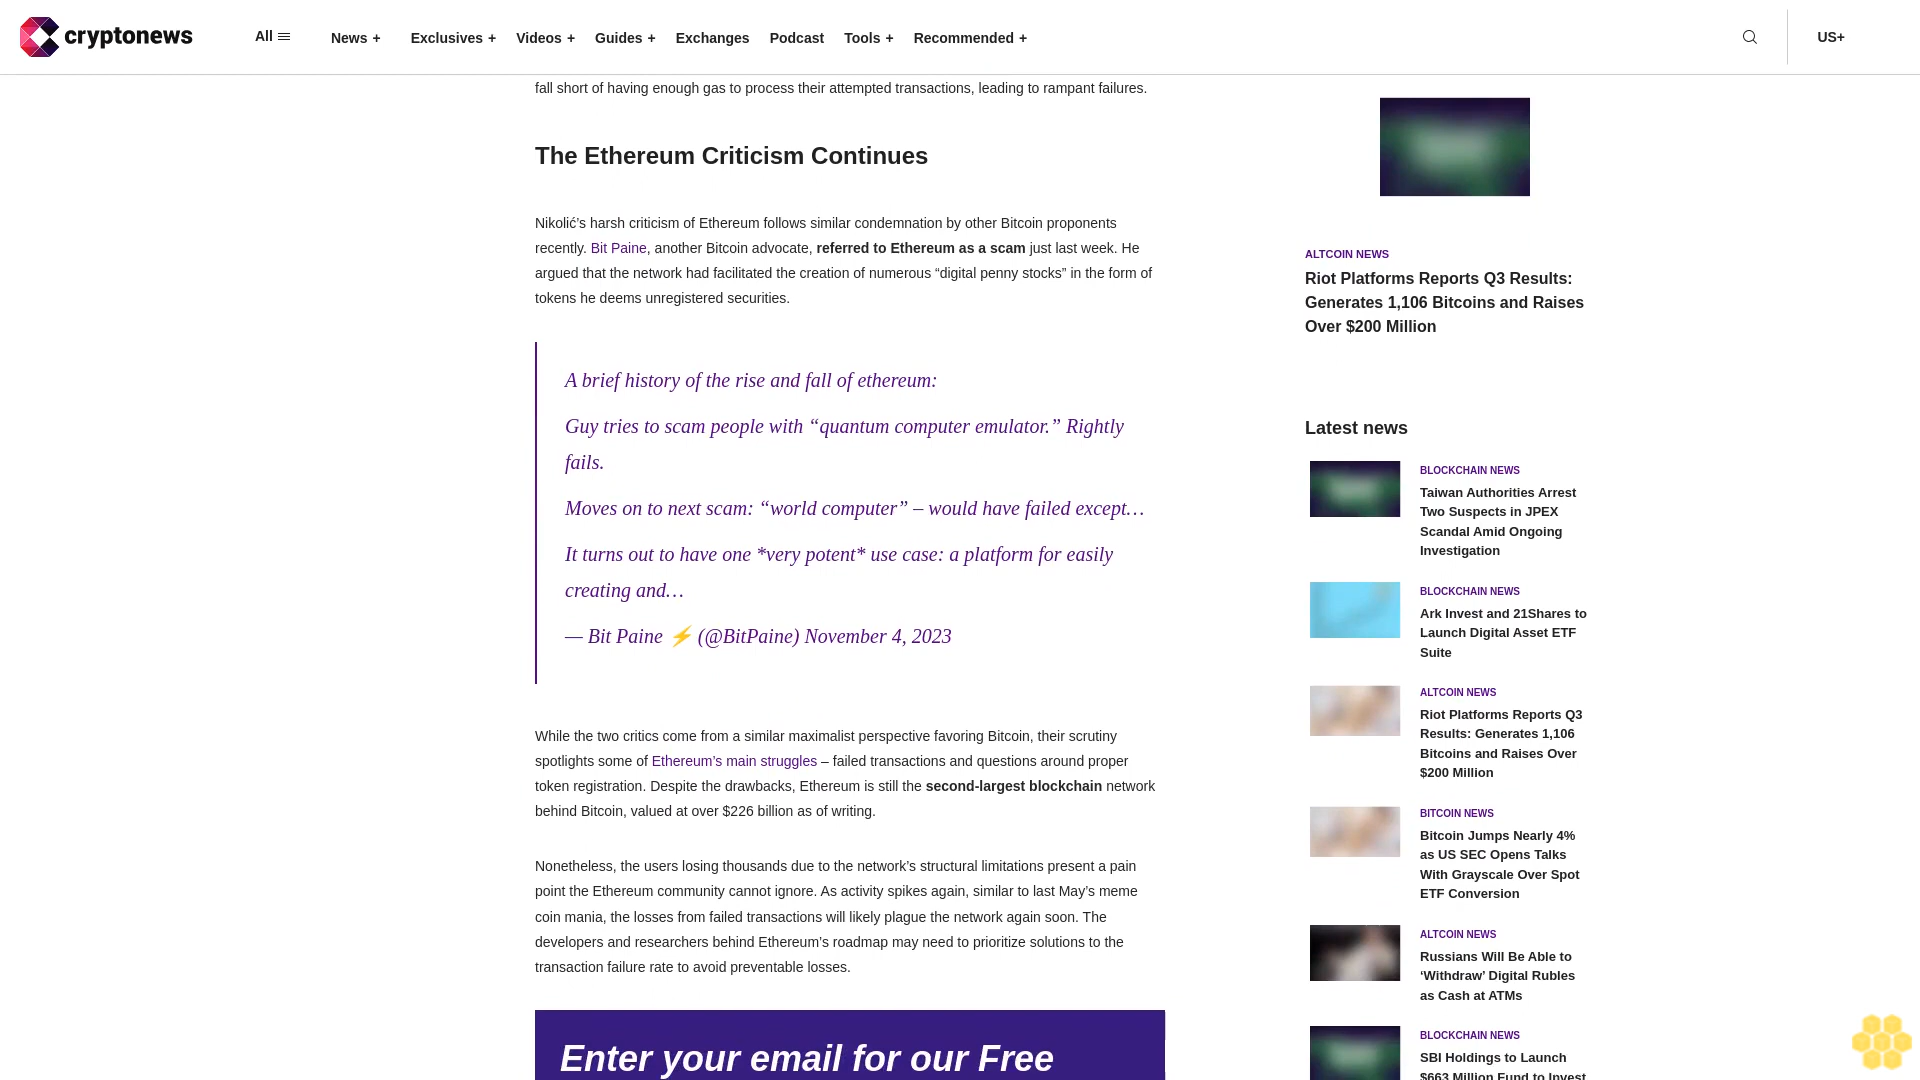 cryptonews
All
News +
Exclusives +
Videos +
Guides +
Exchanges
Podcast
Tools +
Recommended +
US+
fall short of having enough gas to process their attempted transactions, leading to rampant failures.
The Ethereum Criticism Continues
Nikolić’s harsh criticism of Ethereum follows similar condemnation by other Bitcoin proponents
recently. Bit Paine, another Bitcoin advocate, referred to Ethereum as a scam just last week. He
argued that the network had facilitated the creation of numerous “digital penny stocks” in the form of
tokens he deems unregistered securities.
A brief history of the rise and fall of ethereum:
Guy tries to scam people with “quantum computer emulator.” Rightly
fails.
Moves on to next scam: “world computer” – would have failed except…
It turns out to have one *very potent* use case: a platform for easily
creating and…
— Bit Paine ⚡ (@BitPaine) November 4, 2023
While the two critics come from a similar maximalist perspective favoring Bitcoin, their scrutiny
spotlights some of Ethereum’s main struggles – failed transactions and questions around proper
token registration. Despite the drawbacks, Ethereum is still the second-largest blockchain network
behind Bitcoin, valued at over $226 billion as of writing.
Nonetheless, the users losing thousands due to the network’s structural limitations present a pain
point the Ethereum community cannot ignore. As activity spikes again, similar to last May’s meme
coin mania, the losses from failed transactions will likely plague the network again soon. The
developers and researchers behind Ethereum’s roadmap may need to prioritize solutions to the
transaction failure rate to avoid preventable losses.
Enter your email for our Free
ALTCOIN NEWS
Riot Platforms Reports Q3 Results:
Generates 1,106 Bitcoins and Raises
Over $200 Million
Latest news
BLOCKCHAIN NEWS
Taiwan Authorities Arrest
Two Suspects in JPEX
Scandal Amid Ongoing
Investigation
BLOCKCHAIN NEWS
Ark Invest and 21Shares to
Launch Digital Asset ETF
Suite
ALTCOIN NEWS
Riot Platforms Reports Q3
Results: Generates 1,106
Bitcoins and Raises Over
$200 Million
BITCOIN NEWS
Bitcoin Jumps Nearly 4%
as US SEC Opens Talks
With Grayscale Over Spot
ETF Conversion
ALTCOIN NEWS
Russians Will Be Able to
‘Withdraw’ Digital Rubles
as Cash at ATMs
BLOCKCHAIN NEWS
SBI Holdings to Launch
$663 Million Fund to Invest